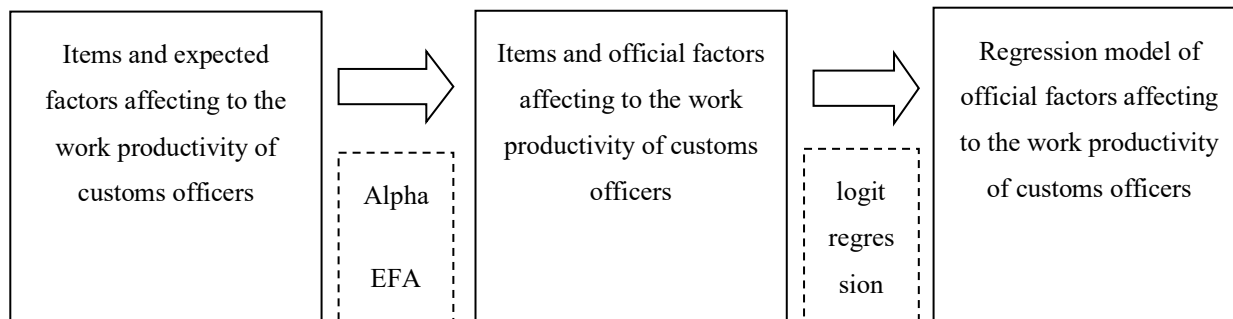 Items and expected
factors affecting to the
work productivity of
customs officers
Alpha
EFA
Items and official factors
affecting to the work
productivity of customs
officers
logit
regres
sion
Regression model of
official factors affecting
to the work productivity
of customs officers